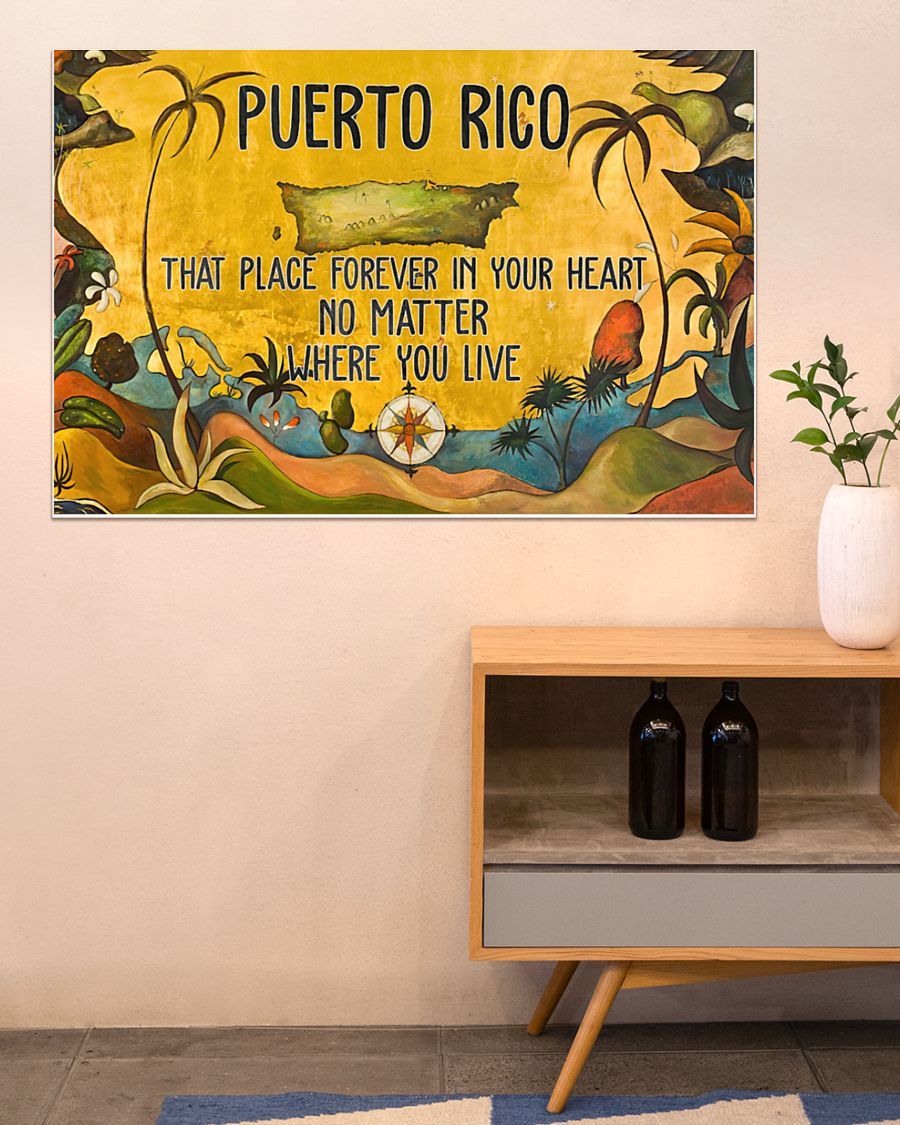 PUERTO RICO
THAT PLACE FOREVER IN YOUR HEART
NO MATTER
WHERE YOU LIVE